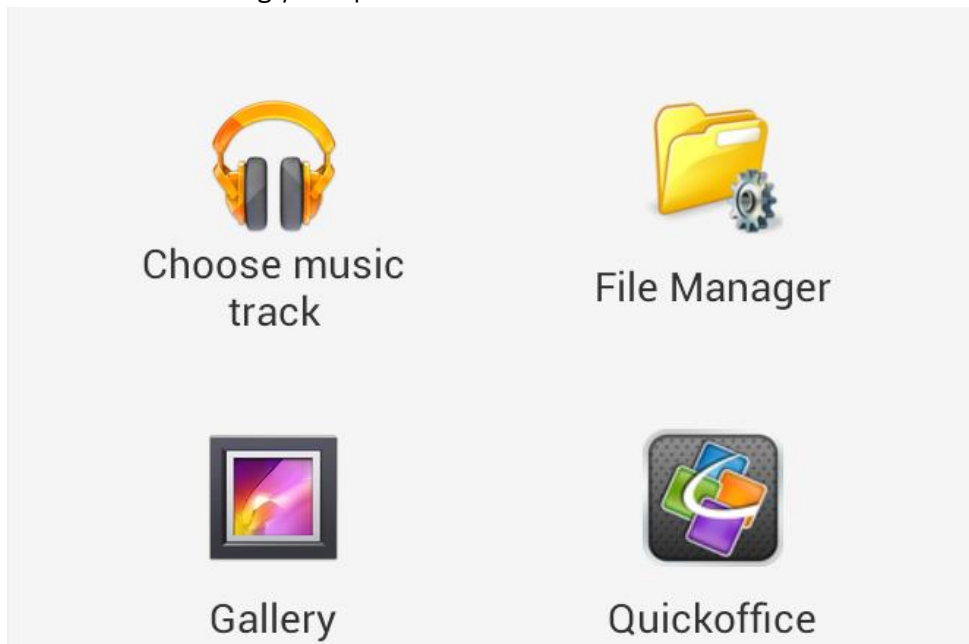 Choose music
track
File Manager
Gallery
Quickoffice